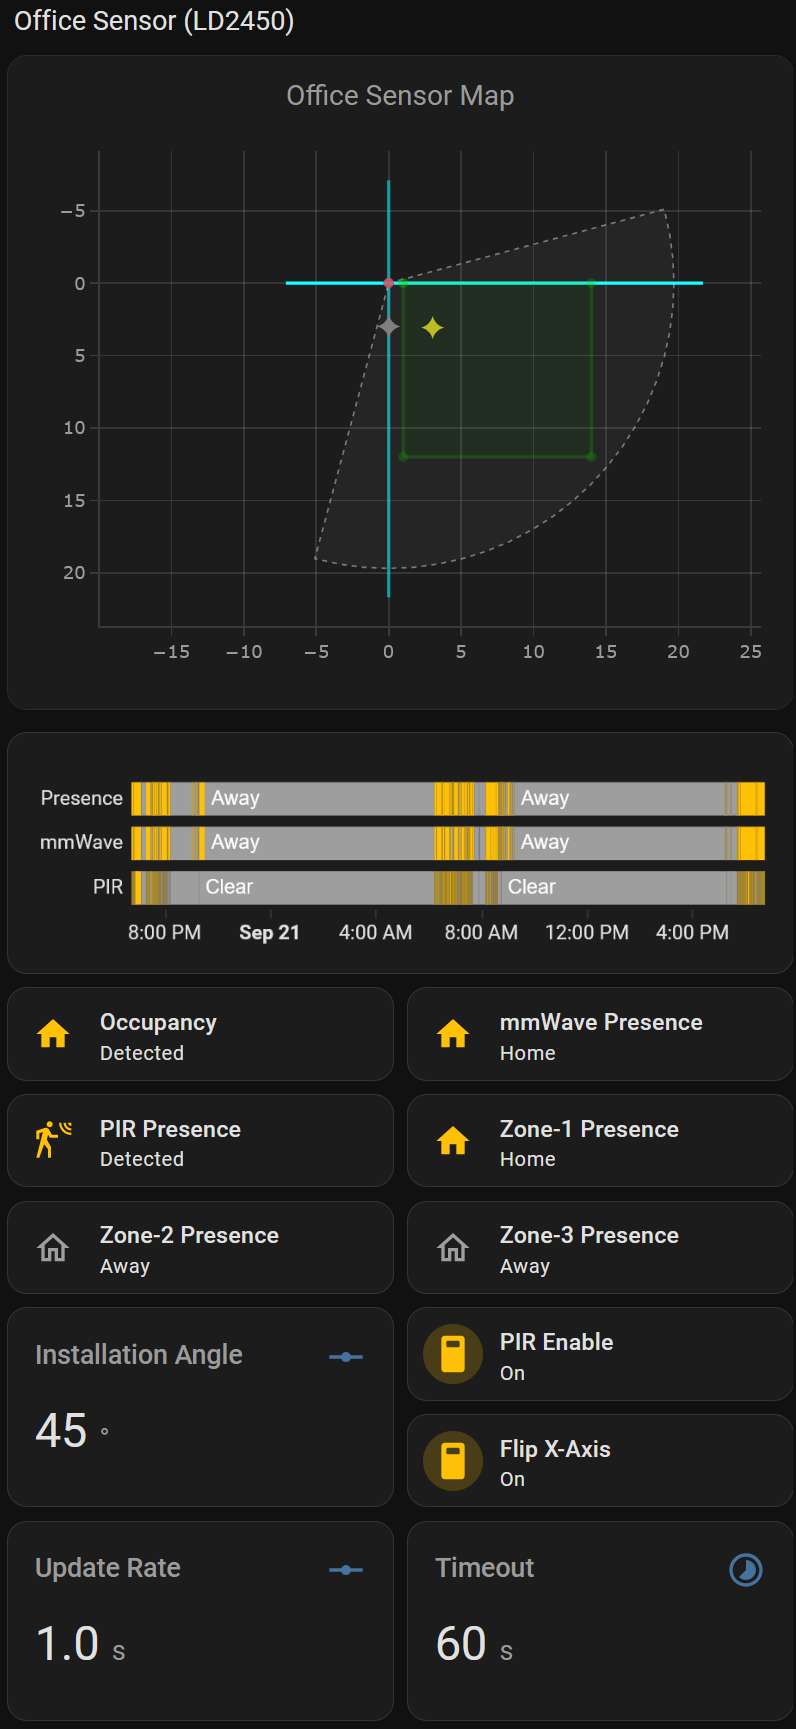 Office Sensor (LD2450)
Office Sensor Map
−5
0
5
10
15
20
−15 −10 −5 0 5 10 15 20 25
Presence Away Away
mmWave Away Away
PIR Clear Clear
8:00 PM Sep 21 4:00 AM 8:00 AM 12:00 PM 4:00 PM
Occupancy
Detected
mmWave Presence
Home
PIR Presence
Detected
Zone-1 Presence
Home
Zone-2 Presence
Away
Zone-3 Presence
Away
Installation Angle
45 °
PIR Enable
On
Flip X-Axis
On
Update Rate
1.0 s
Timeout
60 s